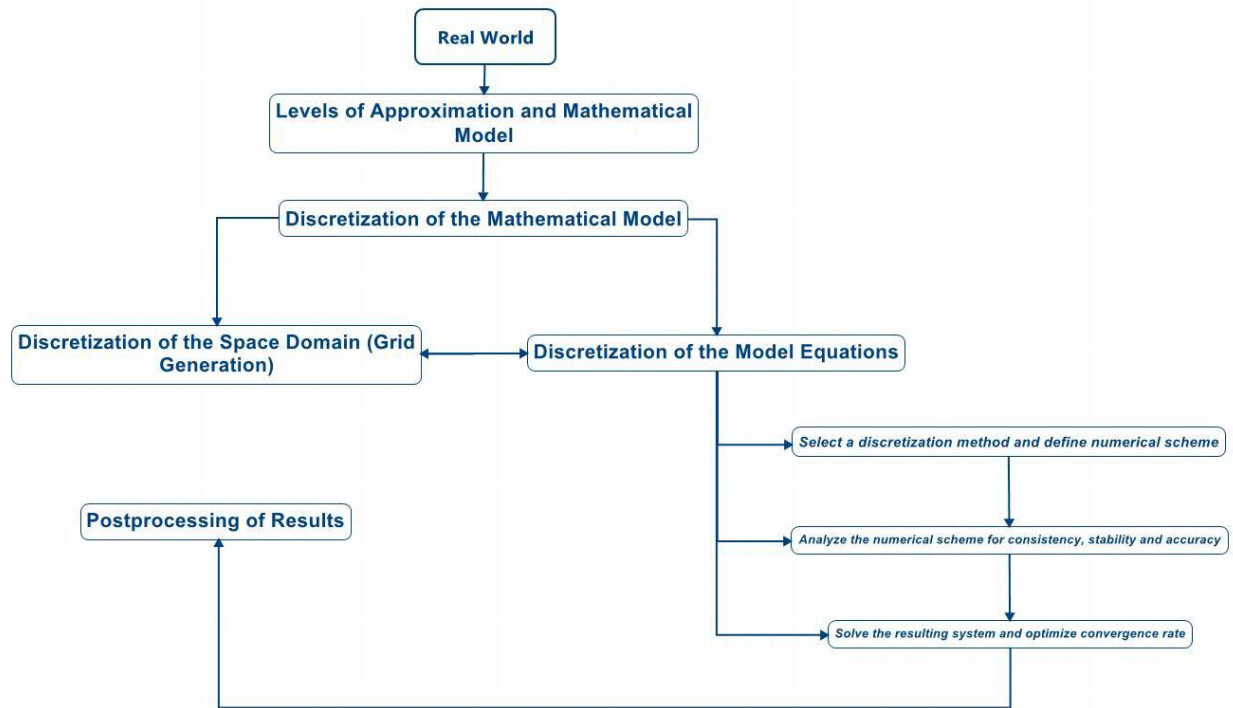 Real World
Levels of Approximation and Mathematical
Model
Discretization of the Mathematical Model
Discretization of the Space Domain (Grid
Generation)
Discretization of the Model Equations
Select a discretization method and define numerical scheme
Postprocessing of Results
Analyze the numerical scheme for consistency, stability and accuracy
Solve the resulting system and optimize convergence rate